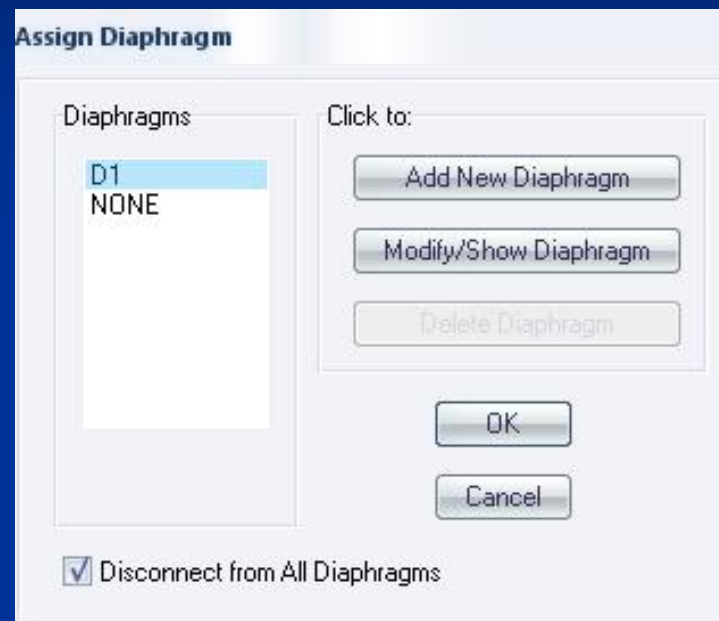 Assign Diaphragm
Diaphragms
D1
NONE
Click to:
Add New Diaphragm
Modify/Show Diaphragm
Delete Diaphragm
OK
Cancel
Disconnect from All Diaphragms